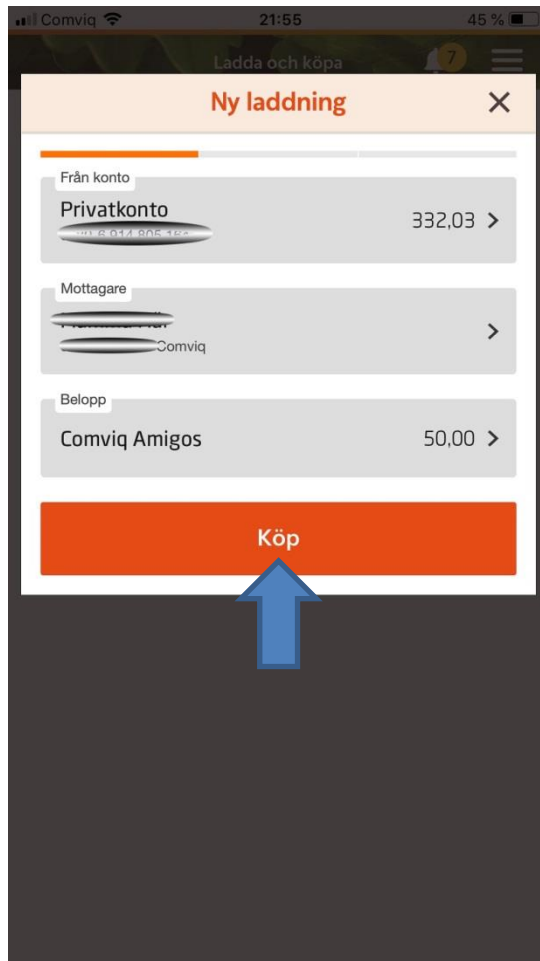 Comviq 21:55 45 %
Ladda och köpa 7
Ny laddning
Från konto
Privatkonto
332,03
Mottagare
Comviq
Belopp
Comviq Amigos 50,00
Köp